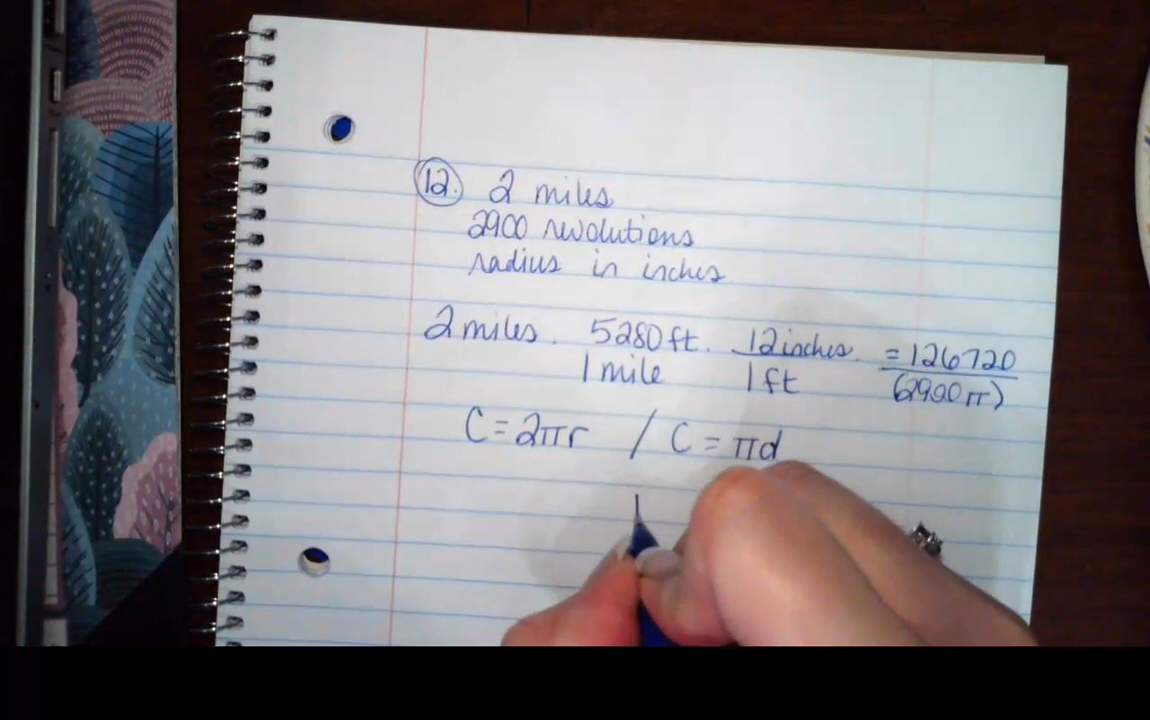 12. 2 miles
2900 revolutions
radius in inches
2 miles . 5280 ft . 12 inches = 126720
1 mile 1 ft (2900π)
C = 2πr / C = πd